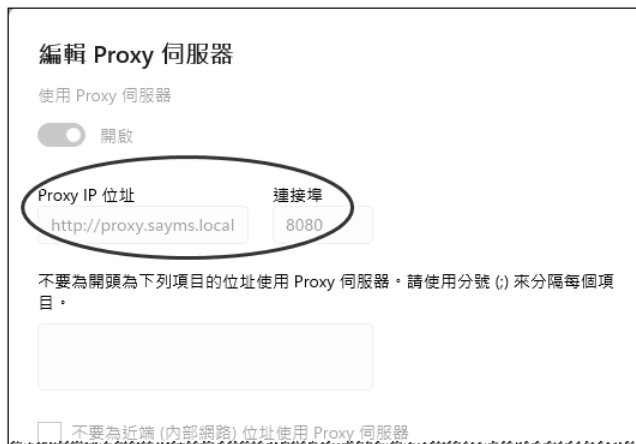 編輯 Proxy 伺服器
使用 Proxy 伺服器
開啟
Proxy IP 位址 連接埠
http://proxy.sayms.local 8080
不要為開頭為下列項目的位址使用 Proxy 伺服器。請使用分號 (;) 來分隔每個項
目。
不要為近端 (內部網路) 位址使用 Proxy 伺服器